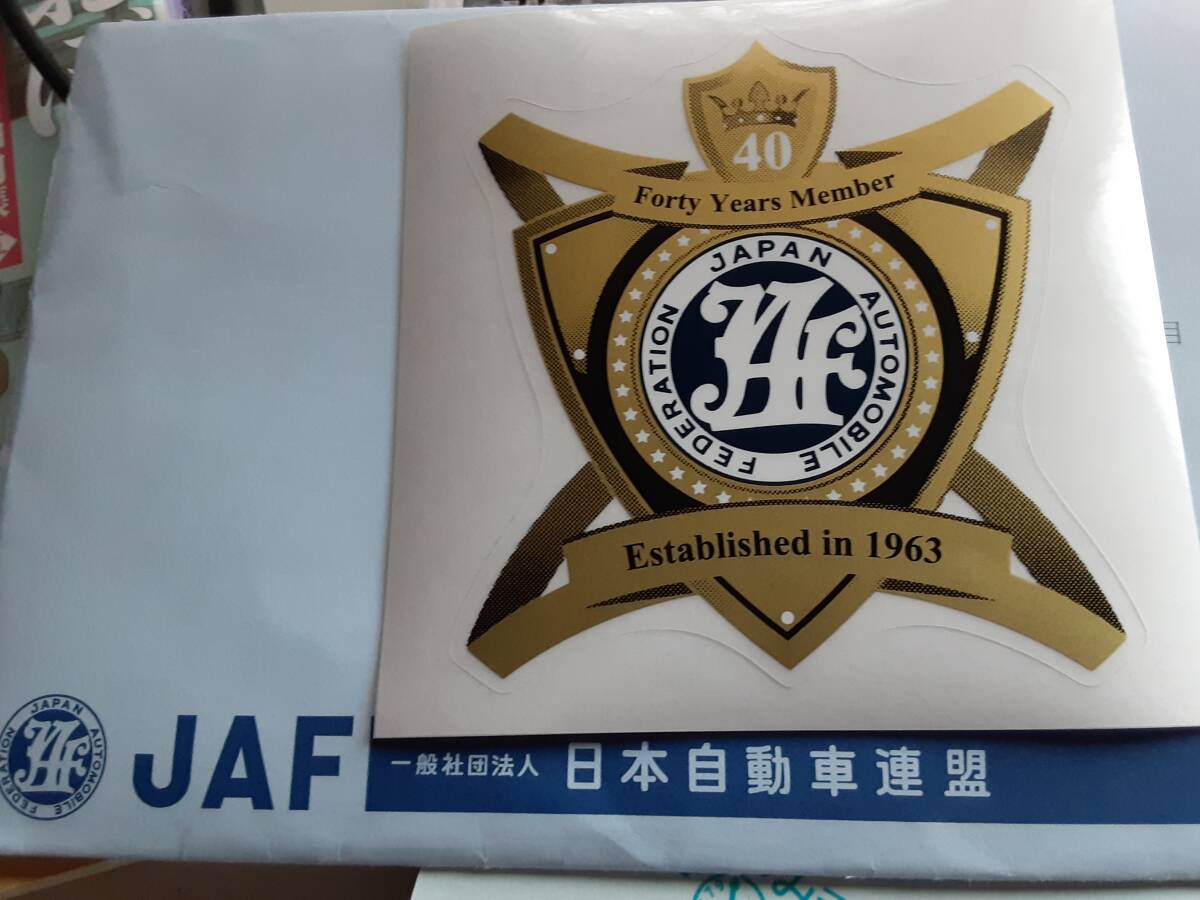 40
Forty Years Member
JAPAN AUTOMOBILE FEDERATION
JAF
Established in 1963
JAPAN AUTOMOBILE FEDERATION
JAF
JAF
一般社団法人 日本自動車連盟